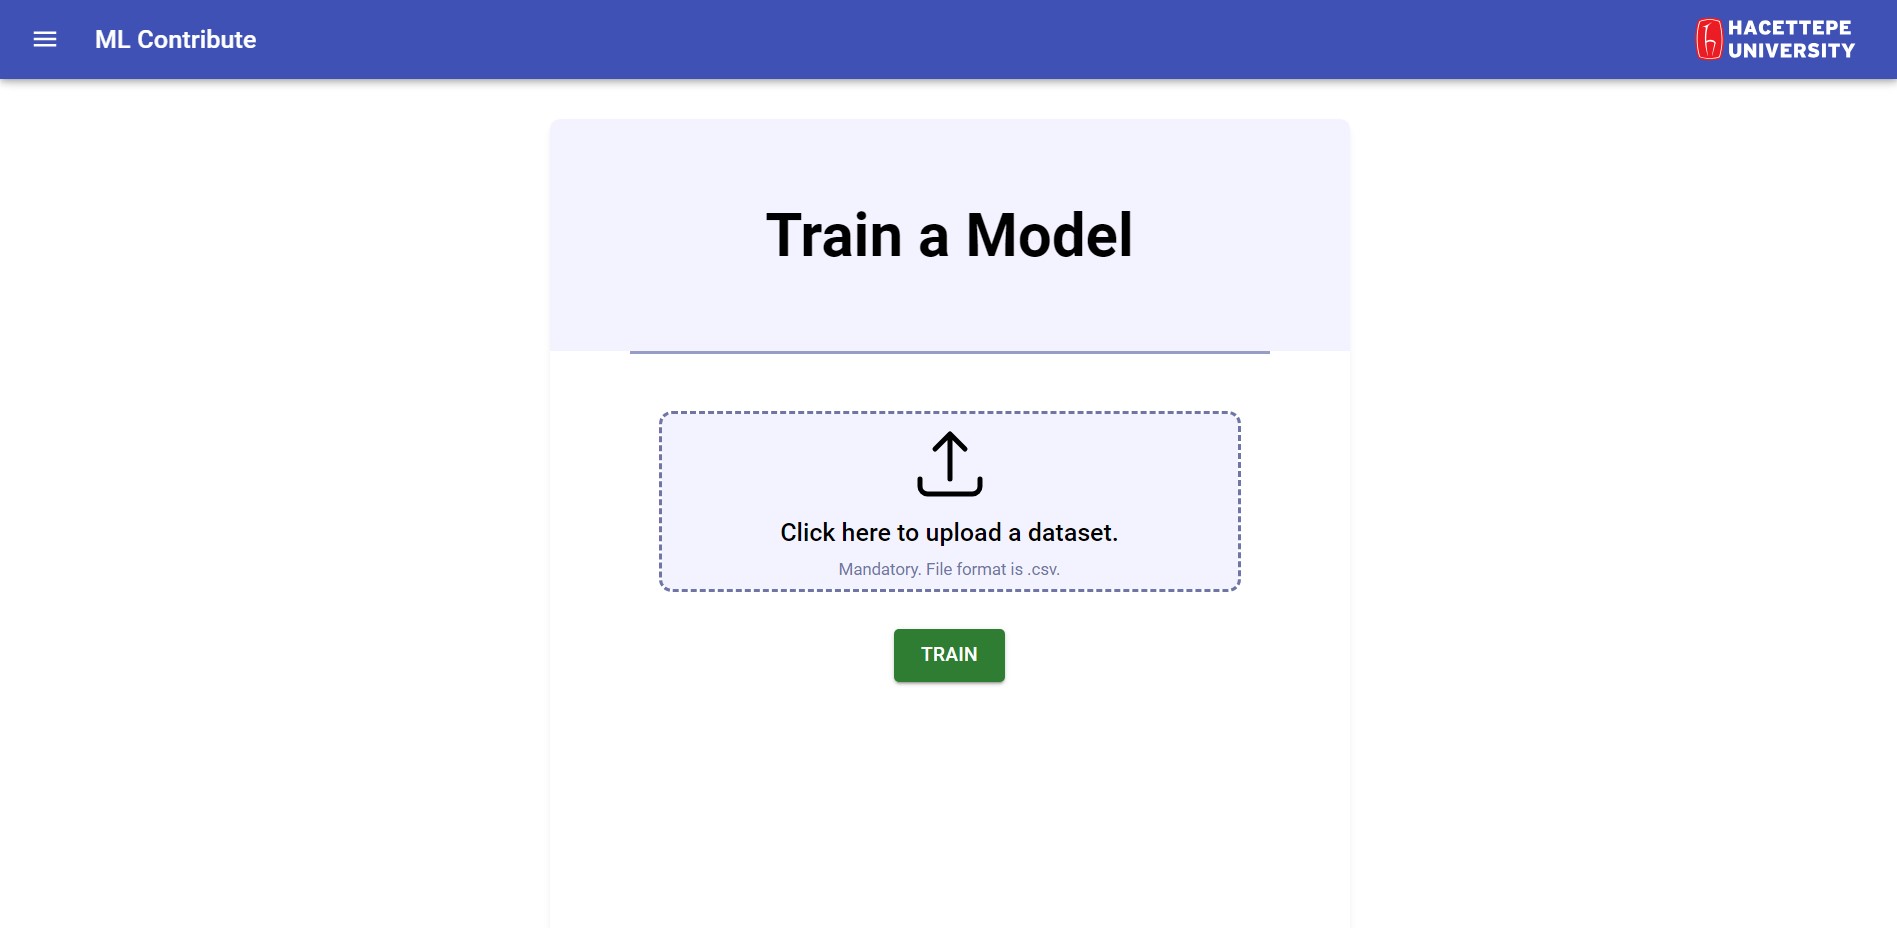 ML Contribute
HACETTEPE
UNIVERSITY
Train a Model
Click here to upload a dataset.
Mandatory. File format is .csv.
TRAIN